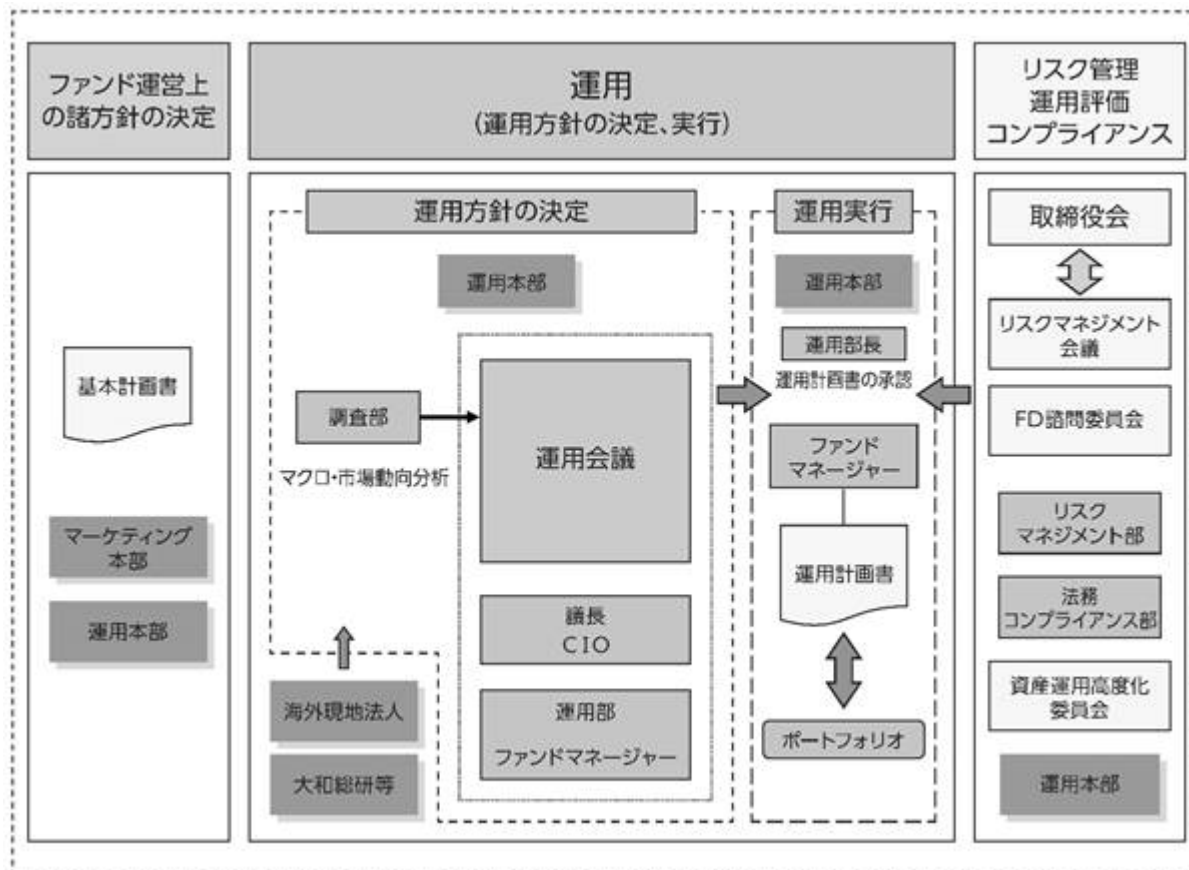 ファンド運営上
の諸方針の決定
運用
(運用方針の決定、実行)
リスク管理
運用評価
コンプライアンス
基本計画書
マーケティング
本部
運用本部
運用方針の決定
運用本部
調査部
マクロ・市場動向分析
運用会議
議長
CIO
運用部
ファンドマネージャー
海外現地法人
大和総研等
運用実行
運用本部
運用部長
運用計画書の承認
ファンド
マネージャー
運用計画書
ポートフォリオ
取締役会
リスクマネジメント
会議
FD諮問委員会
リスク
マネジメント部
法務
コンプライアンス部
資産運用高度化
委員会
運用本部